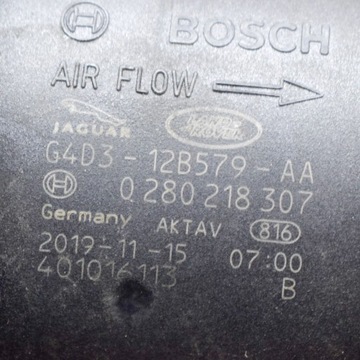 BOSCH
AIR FLOW
JAGUAR LAND ROVER
G4D3-12B579-AA
0 280 218 307
Germany AKTAV 816
2019-11-15 07:00
401016113 B